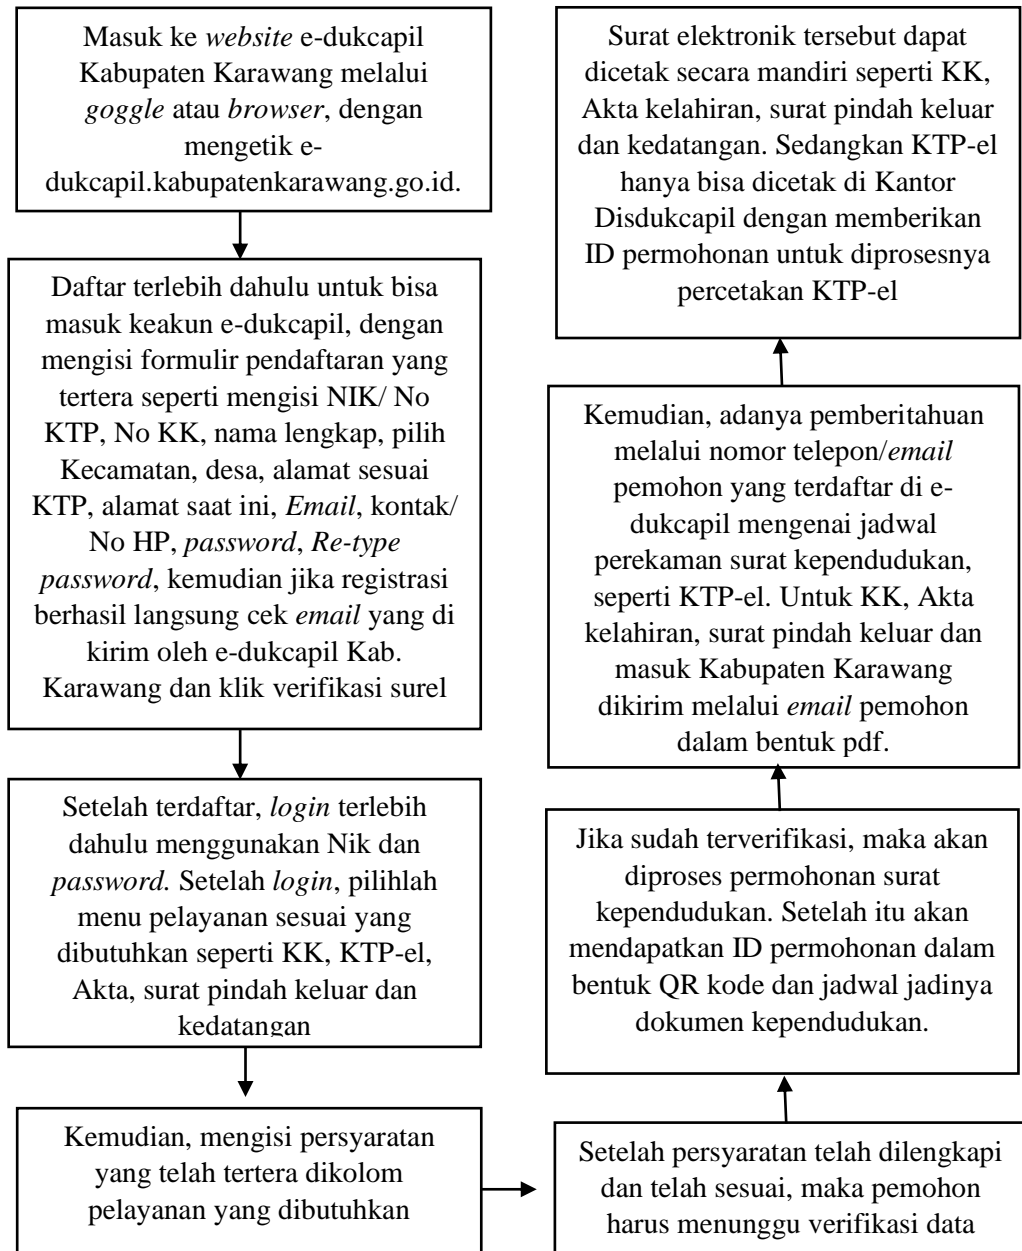 Masuk ke website e-dukcapil
Kabupaten Karawang melalui
goggle atau browser, dengan
mengetik e-
dukcapil.kabupatenkarawang.go.id.
Daftar terlebih dahulu untuk bisa
masuk keakun e-dukcapil, dengan
mengisi formulir pendaftaran yang
tertera seperti mengisi NIK/ No
KTP, No KK, nama lengkap, pilih
Kecamatan, desa, alamat sesuai
KTP, alamat saat ini, Email, kontak/
No HP, password, Re-type
password, kemudian jika registrasi
berhasil langsung cek email yang di
kirim oleh e-dukcapil Kab.
Karawang dan klik verifikasi surel
Setelah terdaftar, login terlebih
dahulu menggunakan Nik dan
password. Setelah login, pilihlah
menu pelayanan sesuai yang
dibutuhkan seperti KK, KTP-el,
Akta, surat pindah keluar dan
kedatangan
Kemudian, mengisi persyaratan
yang telah tertera dikolom
pelayanan yang dibutuhkan
Setelah persyaratan telah dilengkapi
dan telah sesuai, maka pemohon
harus menunggu verifikasi data
Jika sudah terverifikasi, maka akan
diproses permohonan surat
kependudukan. Setelah itu akan
mendapatkan ID permohonan dalam
bentuk QR kode dan jadwal jadinya
dokumen kependudukan.
Kemudian, adanya pemberitahuan
melalui nomor telepon/email
pemohon yang terdaftar di e-
dukcapil mengenai jadwal
perekaman surat kependudukan,
seperti KTP-el. Untuk KK, Akta
kelahiran, surat pindah keluar dan
masuk Kabupaten Karawang
dikirim melalui email pemohon
dalam bentuk pdf.
Surat elektronik tersebut dapat
dicetak secara mandiri seperti KK,
Akta kelahiran, surat pindah keluar
dan kedatangan. Sedangkan KTP-el
hanya bisa dicetak di Kantor
Disdukcapil dengan memberikan
ID permohonan untuk diprosesnya
percetakan KTP-el